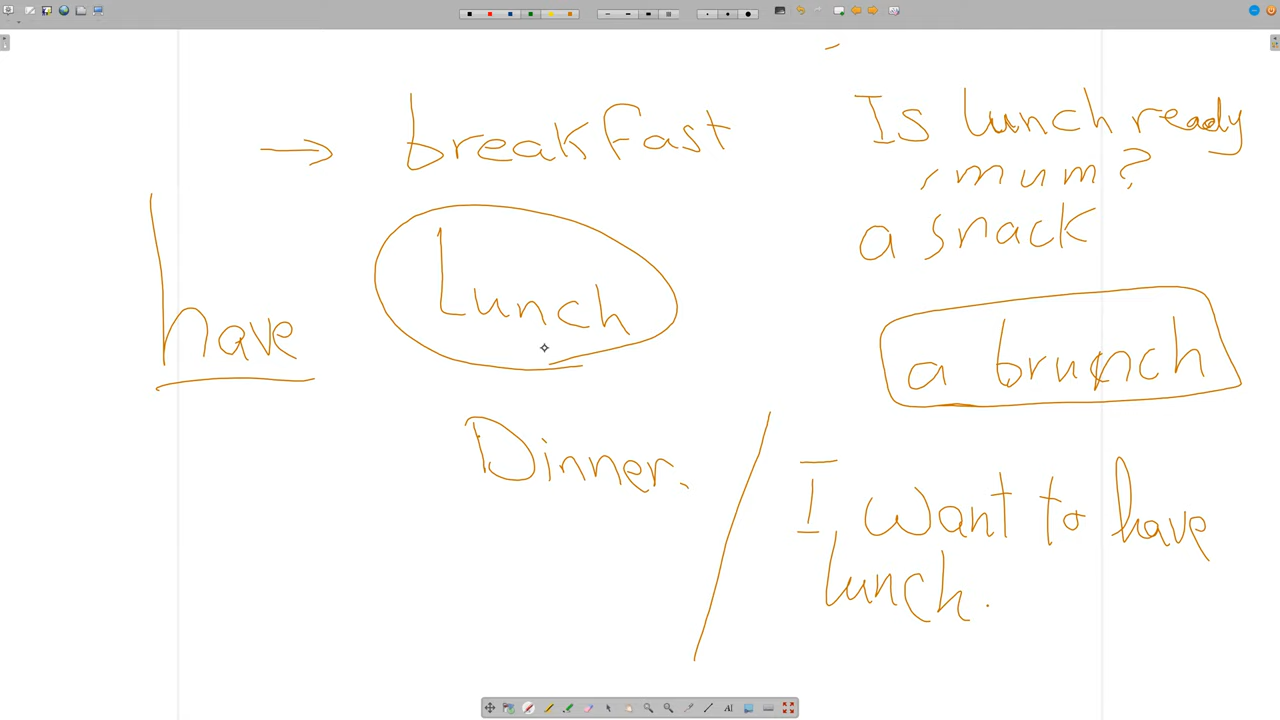 → breakfast
Lunch
have
Dinner.
Is lunch ready
, mum?
a snack
a brunch
I want to have
lunch.